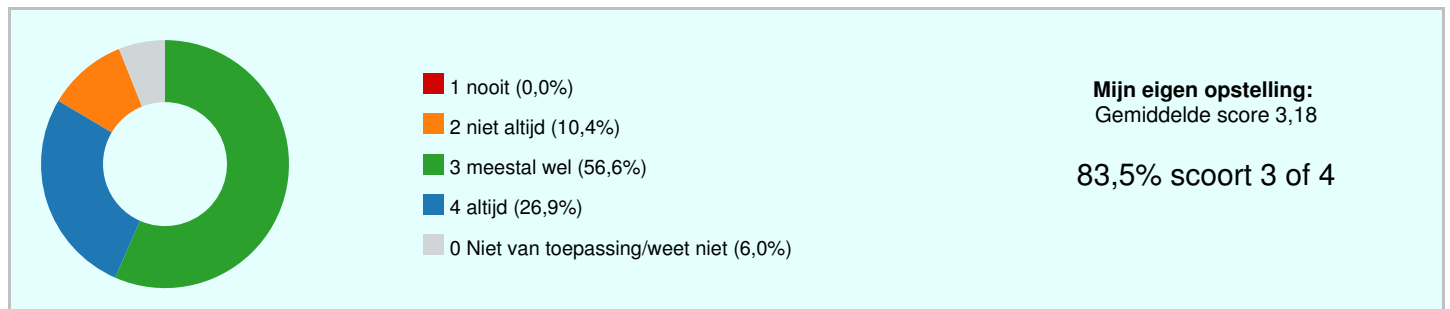 1 nooit (0,0%)
2 niet altijd (10,4%)
3 meestal wel (56,6%)
4 altijd (26,9%)
0 Niet van toepassing/weet niet (6,0%)
Mijn eigen opstelling:
Gemiddelde score 3,18
83,5% scoort 3 of 4